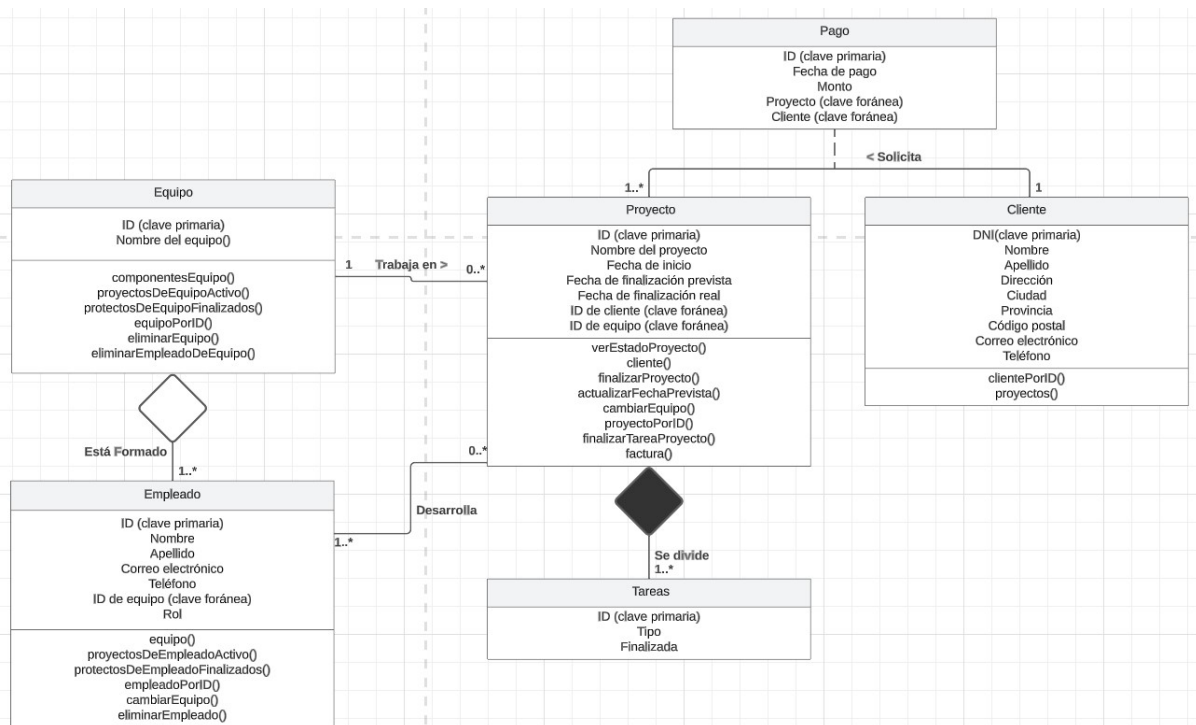 Pago
ID (clave primaria)
Fecha de pago
Monto
Proyecto (clave foránea)
Cliente (clave foránea)
< Solicita
1..*
1
Equipo
ID (clave primaria)
Nombre del equipo()
componentesEquipo()
proyectosDeEquipoActivo()
protectosDeEquipoFinalizados()
equipoPorID()
eliminarEquipo()
eliminarEmpleadoDeEquipo()
1
Trabaja en >
0..*
Proyecto
ID (clave primaria)
Nombre del proyecto
Fecha de inicio
Fecha de finalización prevista
Fecha de finalización real
ID de cliente (clave foránea)
ID de equipo (clave foránea)
verEstadoProyecto()
cliente()
finalizarProyecto()
actualizarFechaPrevista()
cambiarEquipo()
proyectoPorID()
finalizarTareaProyecto()
factura()
Cliente
DNI(clave primaria)
Nombre
Apellido
Dirección
Ciudad
Provincia
Código postal
Correo electrónico
Teléfono
clientePorID()
proyectos()
Está Formado
1..*
Empleado
ID (clave primaria)
Nombre
Apellido
Correo electrónico
Teléfono
ID de equipo (clave foránea)
Rol
equipo()
proyectosDeEmpleadoActivo()
protectosDeEmpleadoFinalizados()
empleadoPorID()
cambiarEquipo()
eliminarEmpleado()
0..*
Desarrolla
1..*
Se divide
1..*
Tareas
ID (clave primaria)
Tipo
Finalizada